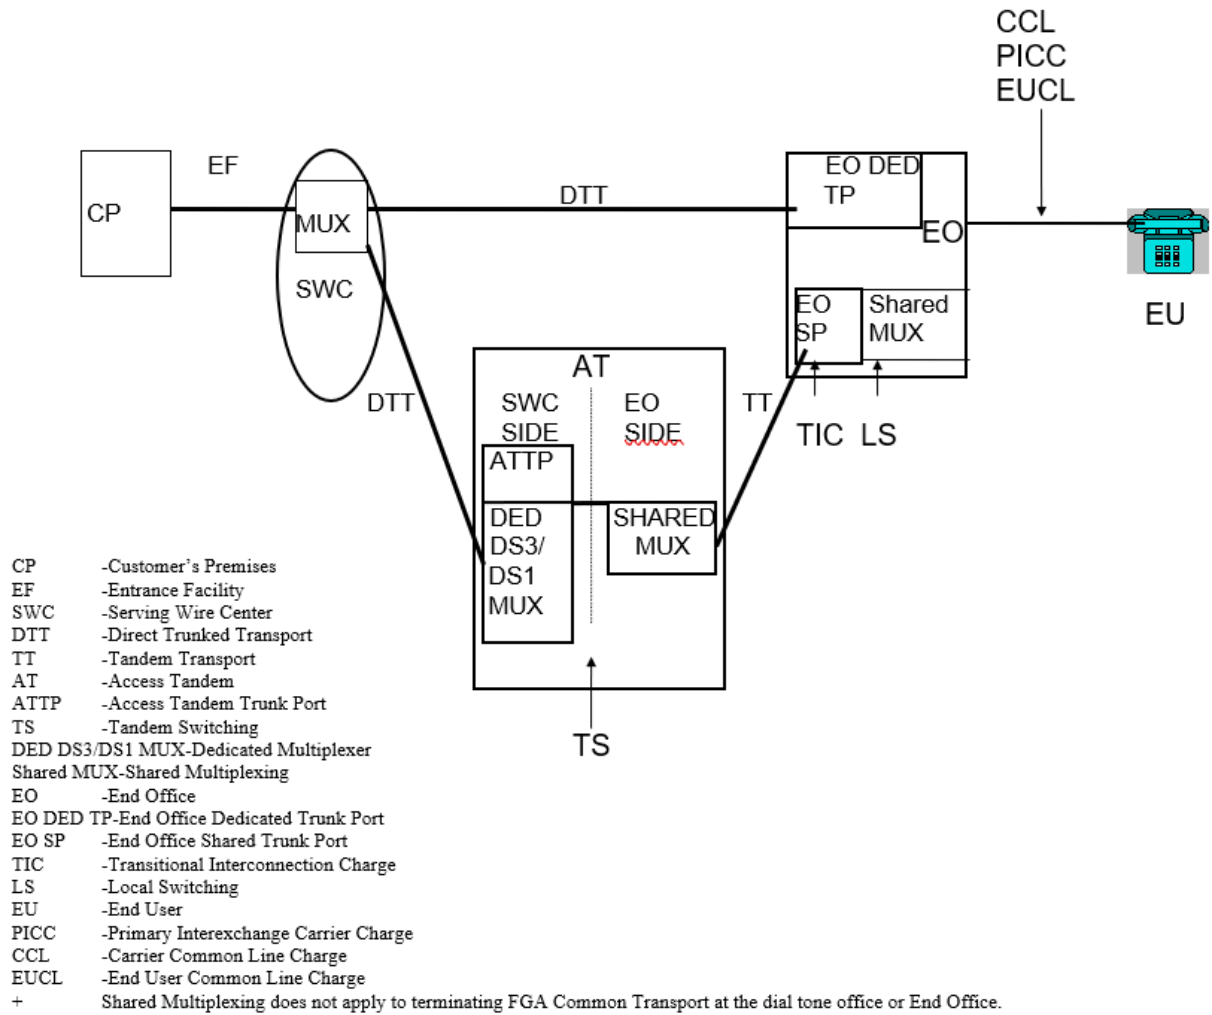 CCL
PICC
EUCL
EF
CP
MUX
SWC
DTT
EO DED
TP
EO
EO
SP
Shared
MUX
EU
DTT
AT
SWC
SIDE
EO
SIDE
TT
TIC LS
ATTP
DED
DS3/
DS1
MUX
SHARED
MUX
TS
CP -Customer's Premises
EF -Entrance Facility
SWC -Serving Wire Center
DTT -Direct Trunked Transport
TT -Tandem Transport
AT -Access Tandem
ATTP -Access Tandem Trunk Port
TS -Tandem Switching
DED DS3/DS1 MUX-Dedicated Multiplexer
Shared MUX-Shared Multiplexing
EO -End Office
EO DED TP-End Office Dedicated Trunk Port
EO SP -End Office Shared Trunk Port
TIC -Transitional Interconnection Charge
LS -Local Switching
EU -End User
PICC -Primary Interexchange Carrier Charge
CCL -Carrier Common Line Charge
EUCL -End User Common Line Charge
+ Shared Multiplexing does not apply to terminating FGA Common Transport at the dial tone office or End Office.